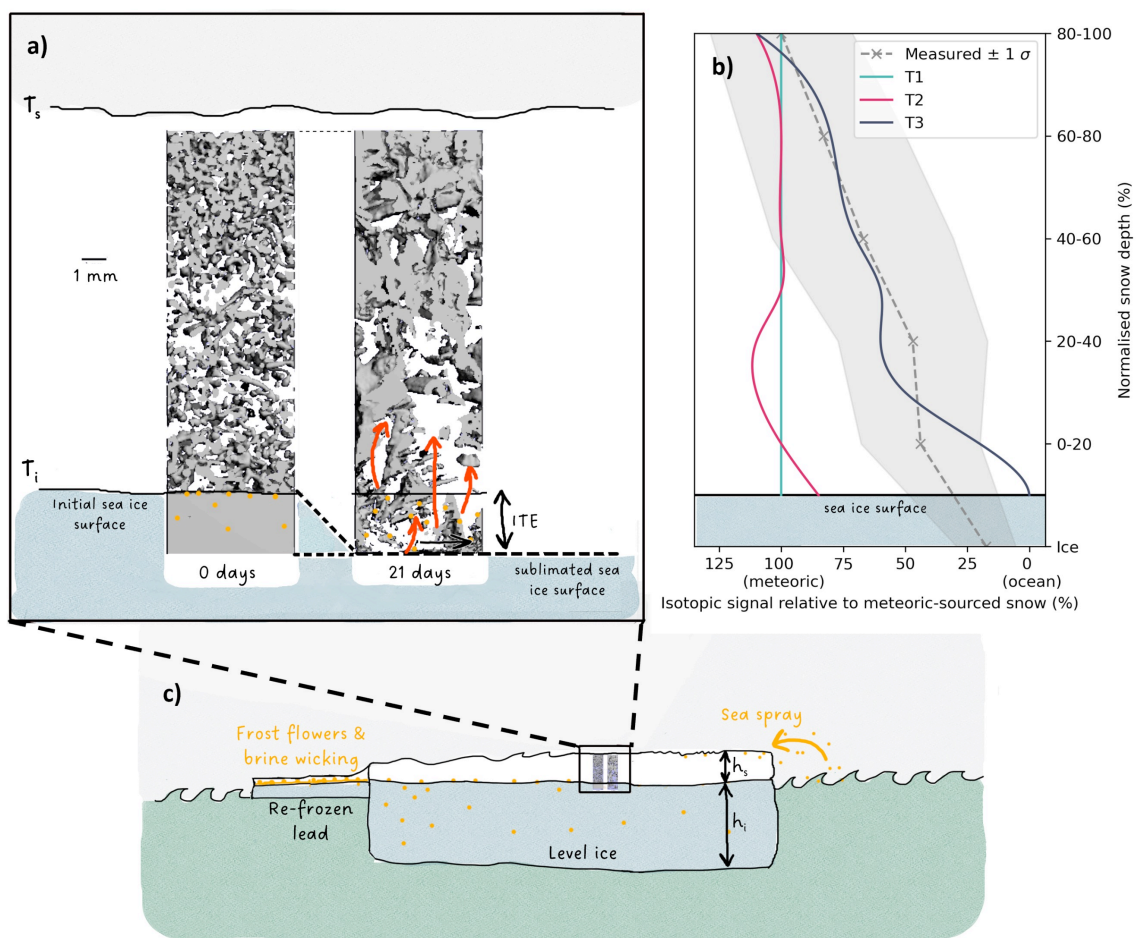 a)
Ts
1 mm
Ti
Initial sea ice
surface
ITE
0 days
21 days
sublimated sea
ice surface
b)
Measured ± 1 σ
T1
T2
T3
80-100
60-80
40-60
20-40
0-20
Ice
Normalised snow depth (%)
sea ice surface
125
100
75
50
25
0
(meteoric)
(ocean)
Isotopic signal relative to meteoric-sourced snow (%)
c)
Frost flowers &
brine wicking
Sea spray
hs
hi
Re-frozen
lead
Level ice